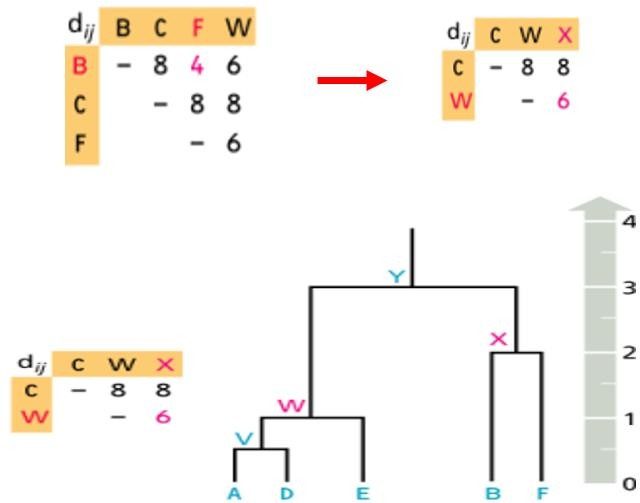 dij B C F W
B – 8 4 6
C – 8 8
F – 6
dij C W X
C – 8 8
W – 6
4
Y
3
X
2
dij C W X
C – 8 8
W – 6
W
1
V
0
A D E B F